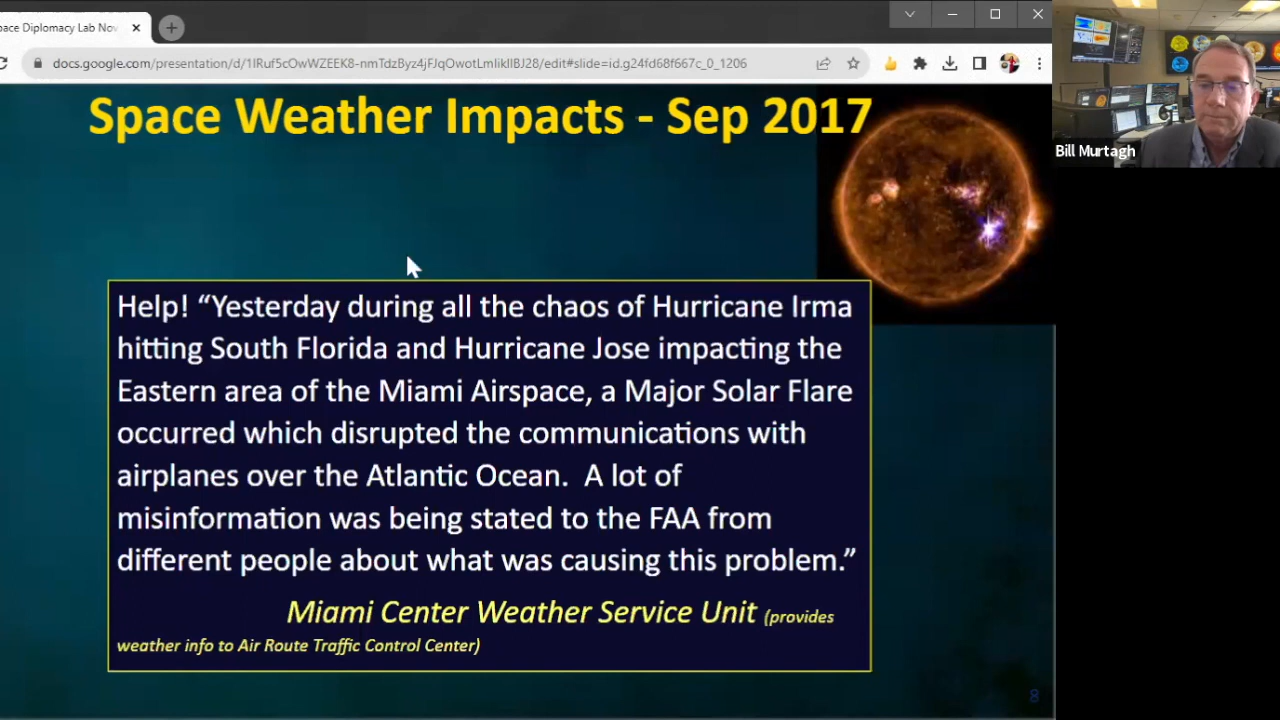 pace Diplomacy Lab Nov
docs.google.com/presentation/d/1lRuf5cOwWZEEK8-nmTdzByz4jFJqOwotLmlikIlBJ28/edit#slide=id.g24fd68f667c_0_1206
Space Weather Impacts - Sep 2017
Bill Murtagh
Help! “Yesterday during all the chaos of Hurricane Irma
hitting South Florida and Hurricane Jose impacting the
Eastern area of the Miami Airspace, a Major Solar Flare
occurred which disrupted the communications with
airplanes over the Atlantic Ocean.  A lot of
misinformation was being stated to the FAA from
different people about what was causing this problem.”
Miami Center Weather Service Unit (provides
weather info to Air Route Traffic Control Center)
8